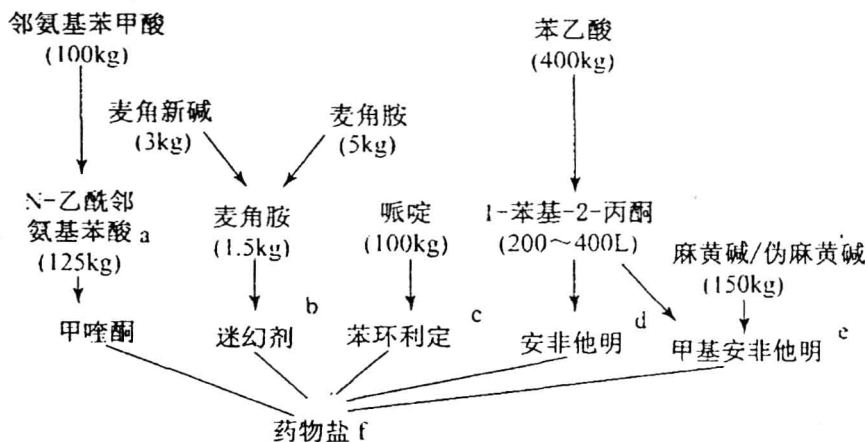 邻氨基苯甲酸
(100kg)
苯乙酸
(400kg)
麦角新碱
(3kg)
麦角胺
(5kg)
N-乙酰邻
氨基苯酸 a
(125kg)
麦角胺
(1.5kg)
哌啶
(100kg)
1-苯基-2-丙酮
(200～400L)
麻黄碱/伪麻黄碱
(150kg)
甲喹酮
迷幻剂 b
苯环利定 c
安非他明 d
甲基安非他明 e
药物盐 f